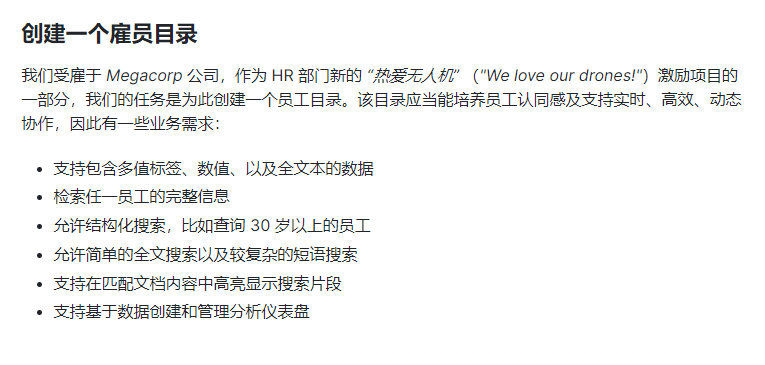 创建一个雇员目录
我们受雇于 Megacorp 公司，作为 HR 部门新的 “热爱无人机” （"We love our drones!"）激励项目的
一部分，我们的任务是为此创建一个员工目录。该目录应当能培养员工认同感及支持实时、高效、动态
协作，因此有一些业务需求：
• 支持包含多值标签、数值、以及全文本的数据
• 检索任一员工的完整信息
• 允许结构化搜索，比如查询 30 岁以上的员工
• 允许简单的全文搜索以及较复杂的短语搜索
• 支持在匹配文档内容中高亮显示搜索片段
• 支持基于数据创建和管理分析仪表盘